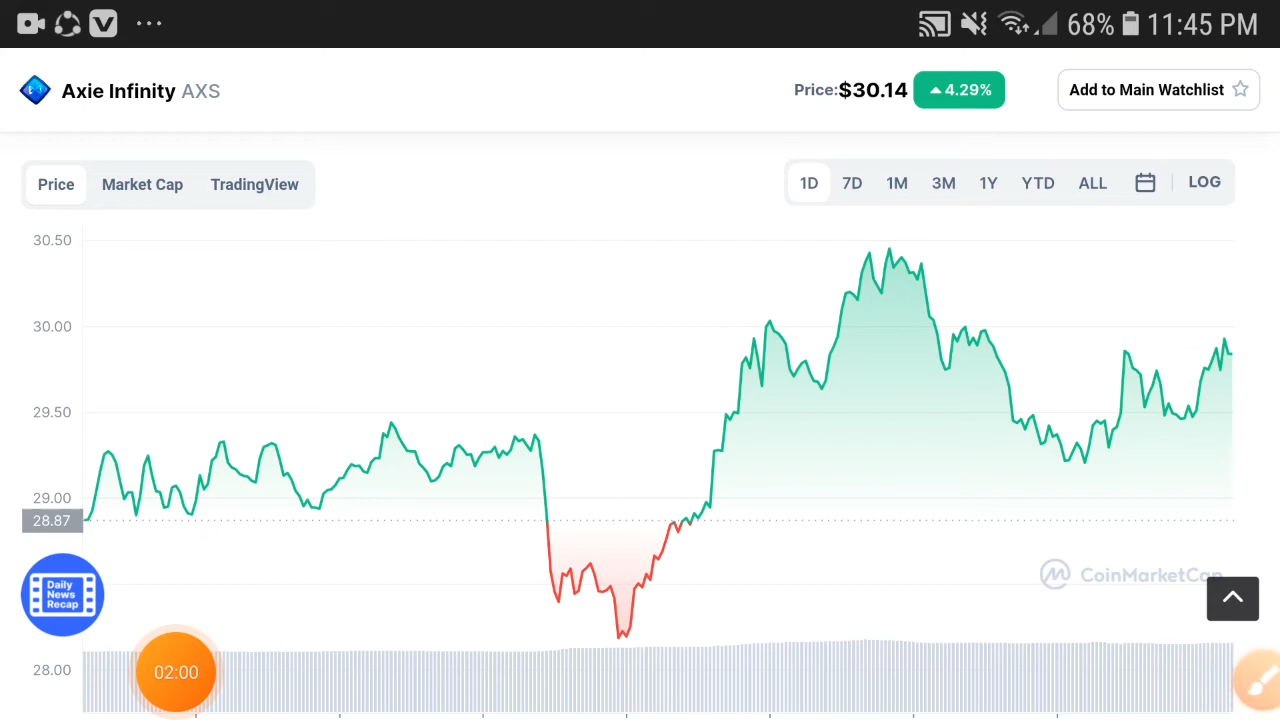 68% 11:45 PM
Axie Infinity AXS
Price:$30.14 4.29%
Add to Main Watchlist
Price Market Cap TradingView
1D 7D 1M 3M 1Y YTD ALL LOG
30.50
30.00
29.50
29.00
28.87
CoinMarketCap
Daily
News
Recap
28.00
02:00